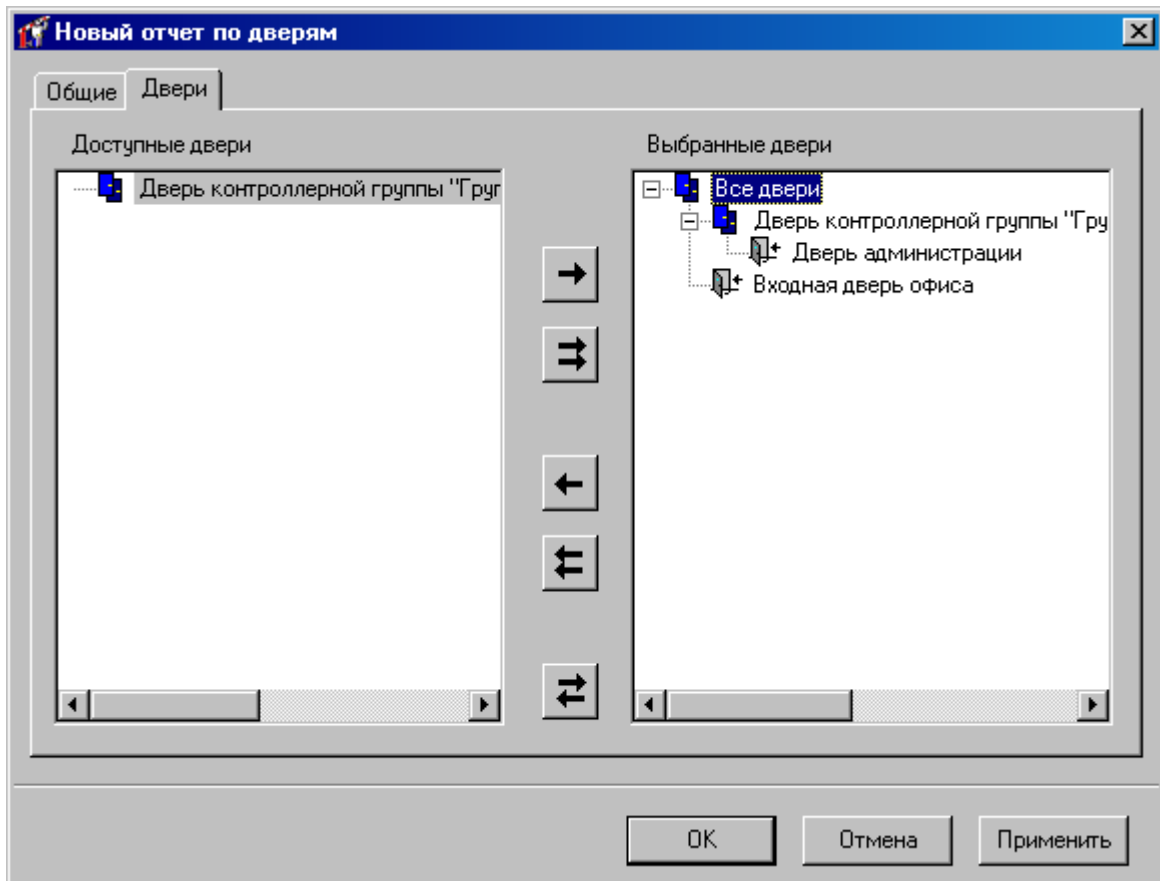 Новый отчет по дверям
Общие
Двери
Доступные двери
Дверь контроллерной группы "Груг
Выбранные двери
Все двери
Дверь контроллерной группы "Гру
Дверь администрации
Входная дверь офиса
OK
Отмена
Применить